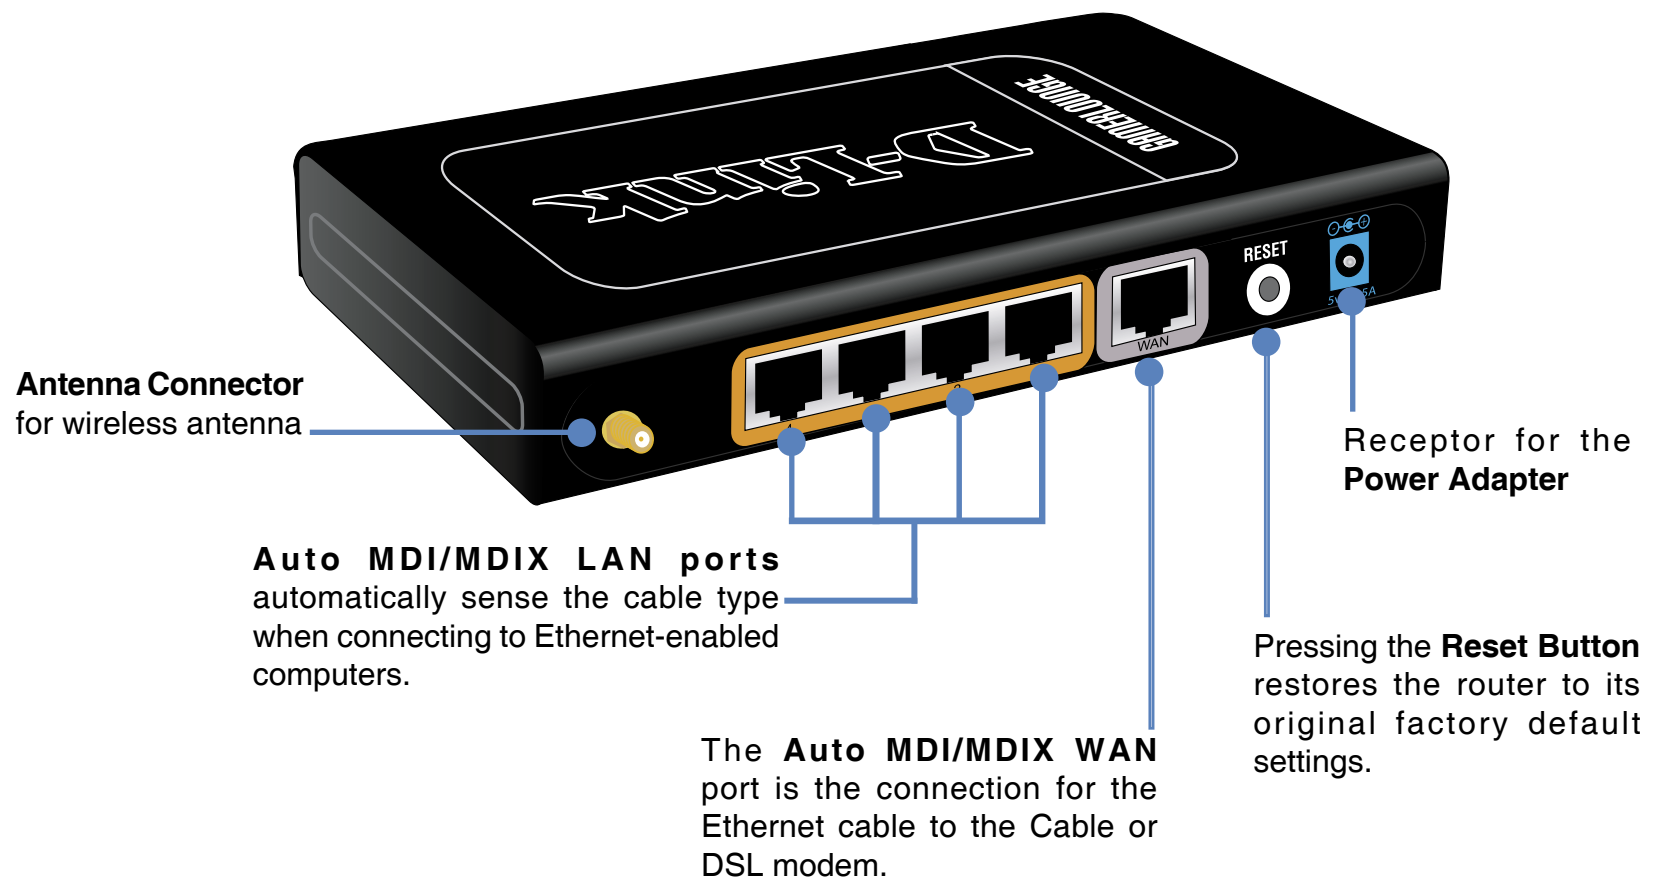 GAMERLOUNGE
D-Link
RESET
WAN
Antenna Connector
for wireless antenna
Receptor for the
Power Adapter
Auto MDI/MDIX LAN ports
automatically sense the cable type
when connecting to Ethernet-enabled
computers.
Pressing the Reset Button
restores the router to its
original factory default
settings.
The Auto MDI/MDIX WAN
port is the connection for the
Ethernet cable to the Cable or
DSL modem.